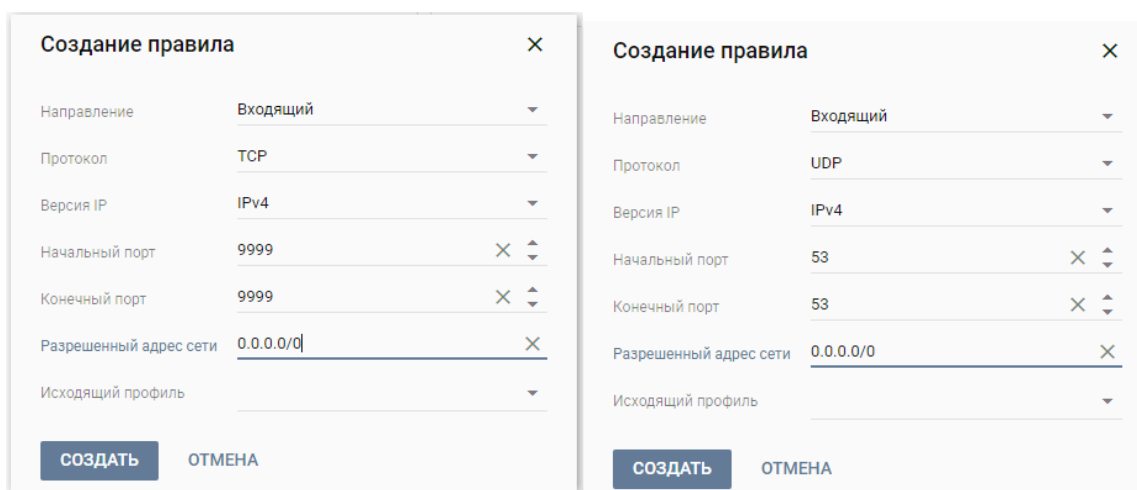 Создание правила
Направление Входящий
Протокол TCP
Версия IP IPv4
Начальный порт 9999
Конечный порт 9999
Разрешенный адрес сети 0.0.0.0/0
Исходящий профиль
СОЗДАТЬ ОТМЕНА
Создание правила
Направление Входящий
Протокол UDP
Версия IP IPv4
Начальный порт 53
Конечный порт 53
Разрешенный адрес сети 0.0.0.0/0
Исходящий профиль
СОЗДАТЬ ОТМЕНА